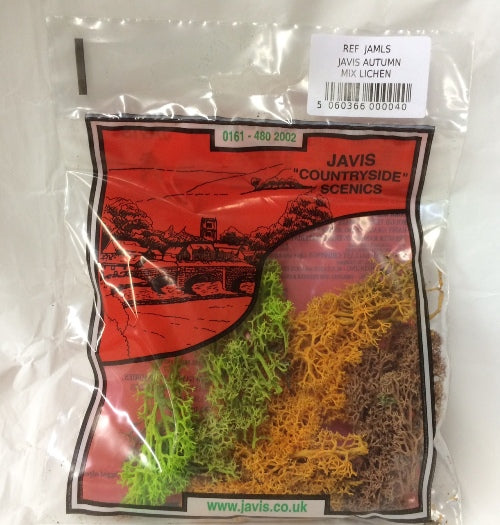 REF JAMLS
JAVIS AUTUMN
MIX LICHEN
5 060366 000040
0161 - 480 2002
JAVIS
"COUNTRYSIDE"
SCENICS
www.javis.co.uk